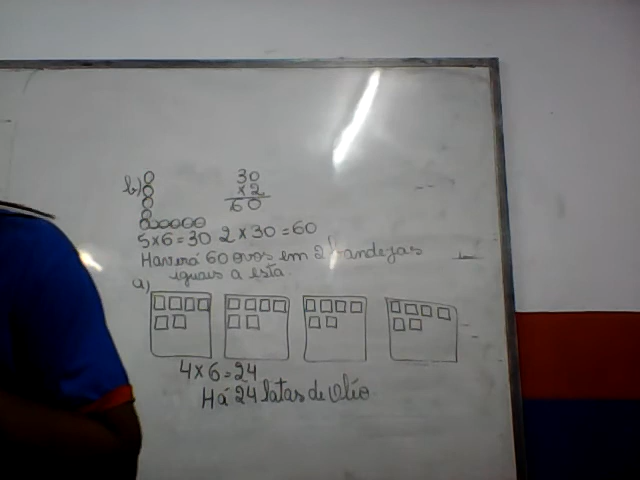 b)
30
x2
60
5x6=30 2x30=60
Haverá 60 ovos em 2 bandejas
iguais a esta.
a)
4x6=24
Há 24 latas de Óleo